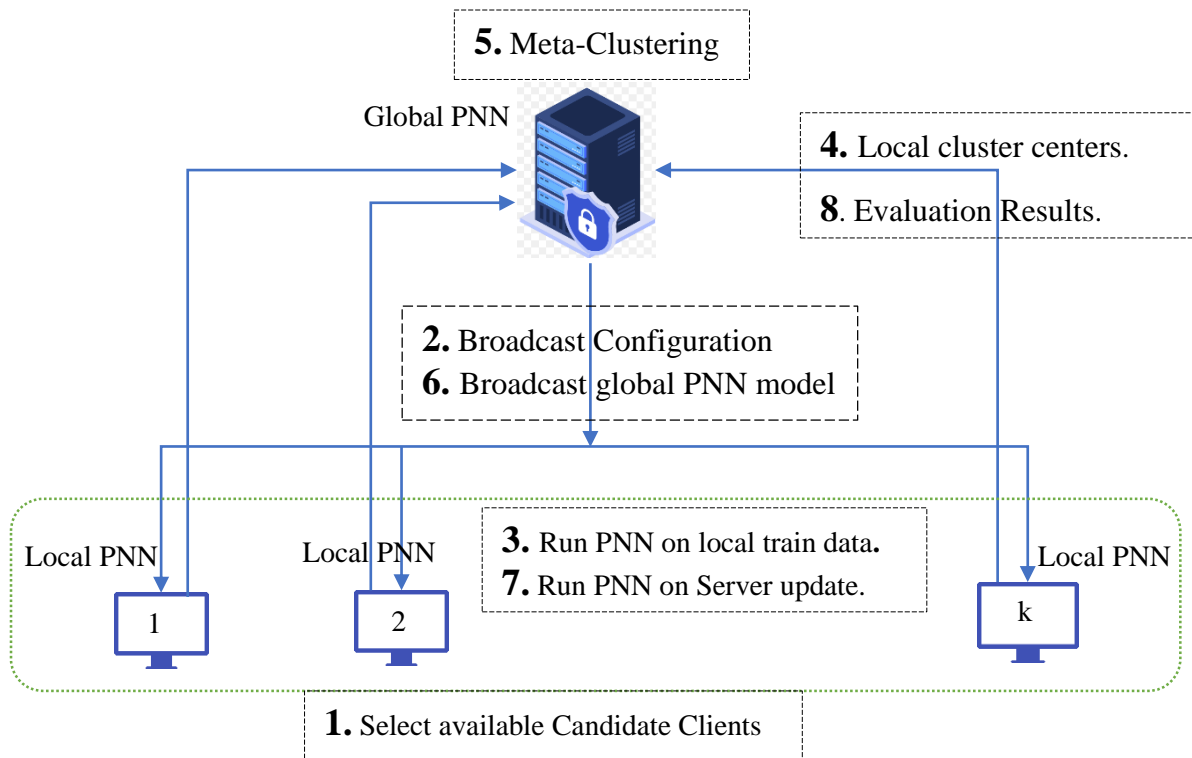 5. Meta-Clustering
Global PNN
4. Local cluster centers.
8. Evaluation Results.
2. Broadcast Configuration
6. Broadcast global PNN model
3. Run PNN on local train data.
7. Run PNN on Server update.
Local PNN
Local PNN
Local PNN
1
2
k
1. Select available Candidate Clients